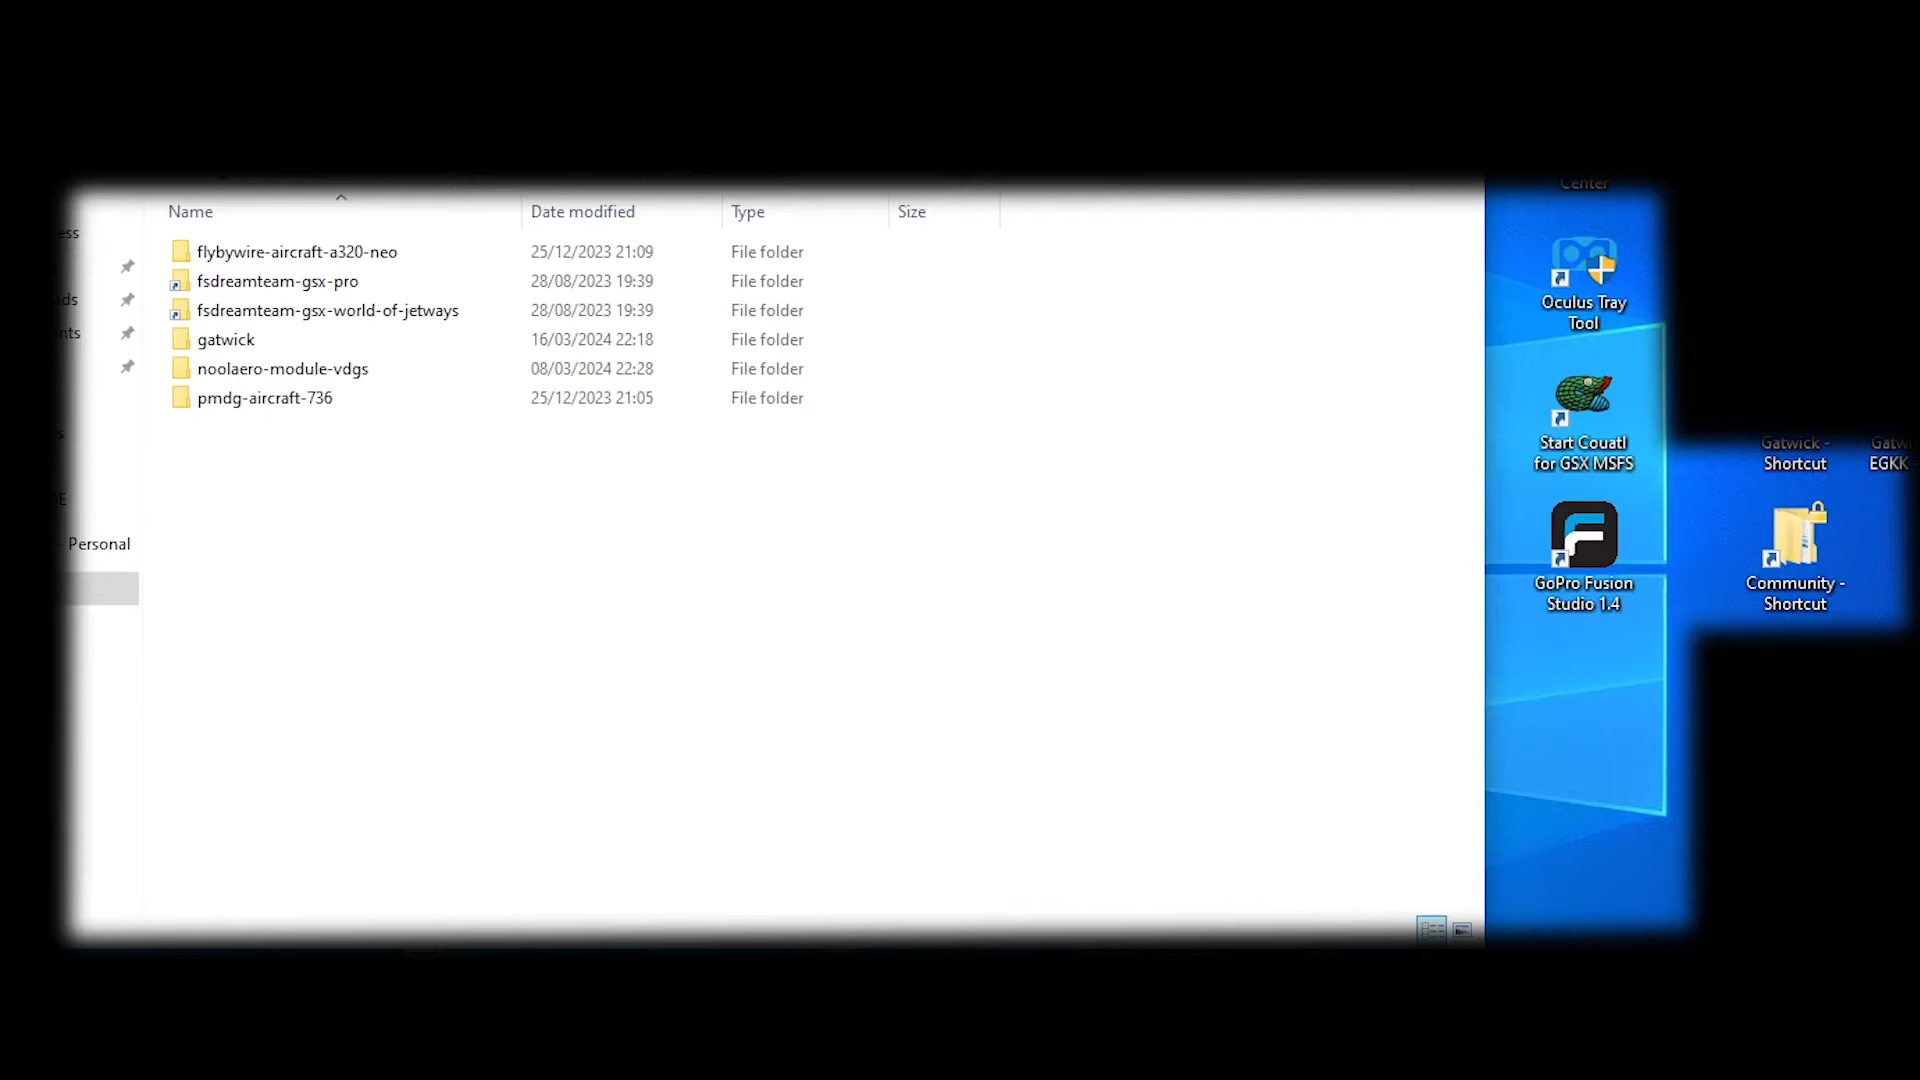 Name Date modified Type Size
flybywire-aircraft-a320-neo 25/12/2023 21:09 File folder
fsdreamteam-gsx-pro 28/08/2023 19:39 File folder
fsdreamteam-gsx-world-of-jetways 28/08/2023 19:39 File folder
gatwick 16/03/2024 22:18 File folder
noolaero-module-vdgs 08/03/2024 22:28 File folder
pmdg-aircraft-736 25/12/2023 21:05 File folder
Personal
Center
Oculus Tray
Tool
Start Couatl
for GSX MSFS
GoPro Fusion
Studio 1.4
Gatwick -
Shortcut
EGKK
Community -
Shortcut